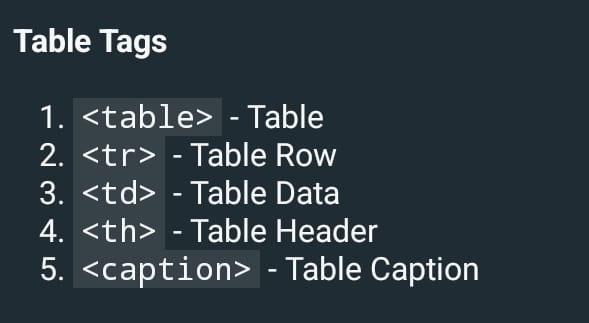 Table Tags
1. <table> - Table
2. <tr> - Table Row
3. <td> - Table Data
4. <th> - Table Header
5. <caption> - Table Caption